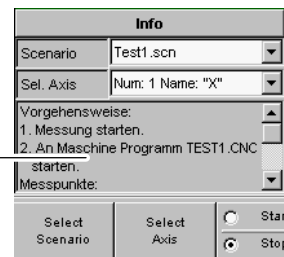 Info
Scenario Test1.scn
Sel. Axis Num: 1 Name: "X"
Vorgehensweise:
1. Messung starten.
2. An Maschine Programm TEST1.CNC
starten.
Messpunkte:
Select Scenario
Select Axis
Star
Stop